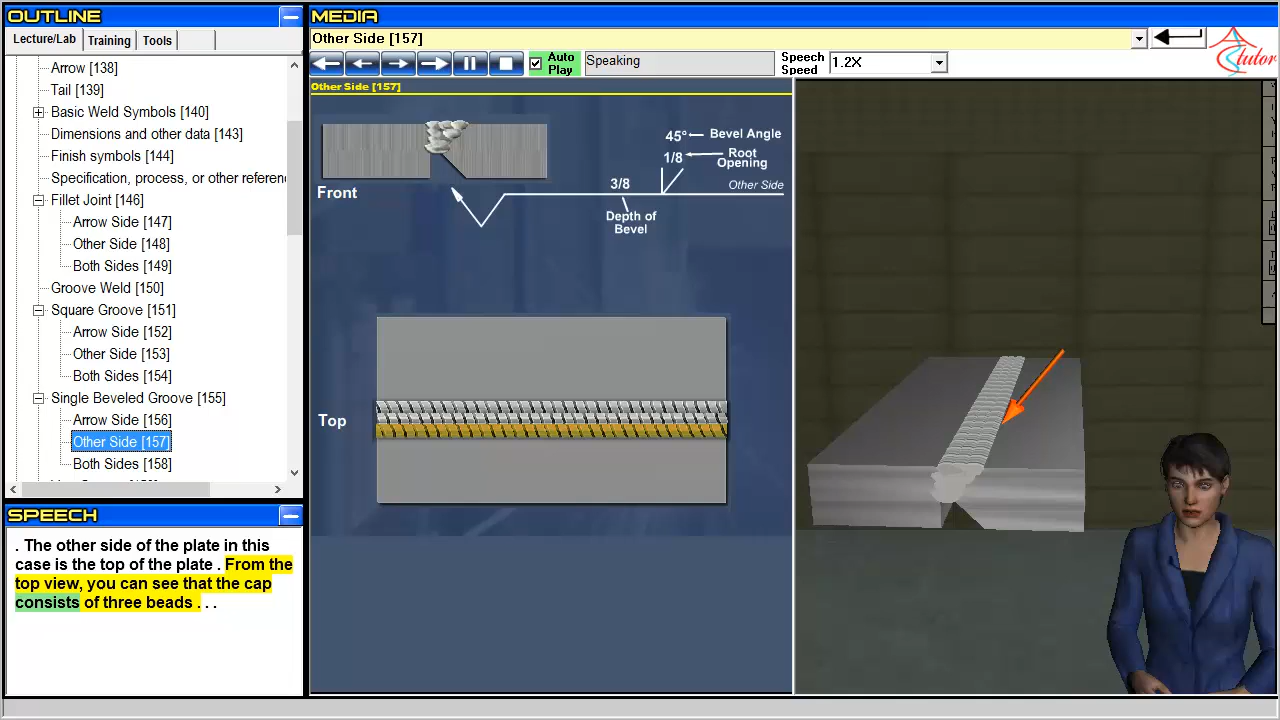 OUTLINE
Lecture/Lab
Training
Tools
Arrow [138]
Tail [139]
Basic Weld Symbols [140]
Dimensions and other data [143]
Finish symbols [144]
Specification, process, or other referen
Fillet Joint [146]
Arrow Side [147]
Other Side [148]
Both Sides [149]
Groove Weld [150]
Square Groove [151]
Arrow Side [152]
Other Side [153]
Both Sides [154]
Single Beveled Groove [155]
Arrow Side [156]
Other Side [157]
Both Sides [158]
SPEECH
. The other side of the plate in this
case is the top of the plate . From the
top view, you can see that the cap
consists of three beads . . .
MEDIA
Other Side [157]
Auto
Play
Speaking
Speech
Speed
1.2X
tutor
Other Side [157]
Front
45° Bevel Angle
1/8 Root
Opening
3/8
Other Side
Depth of
Bevel
Top